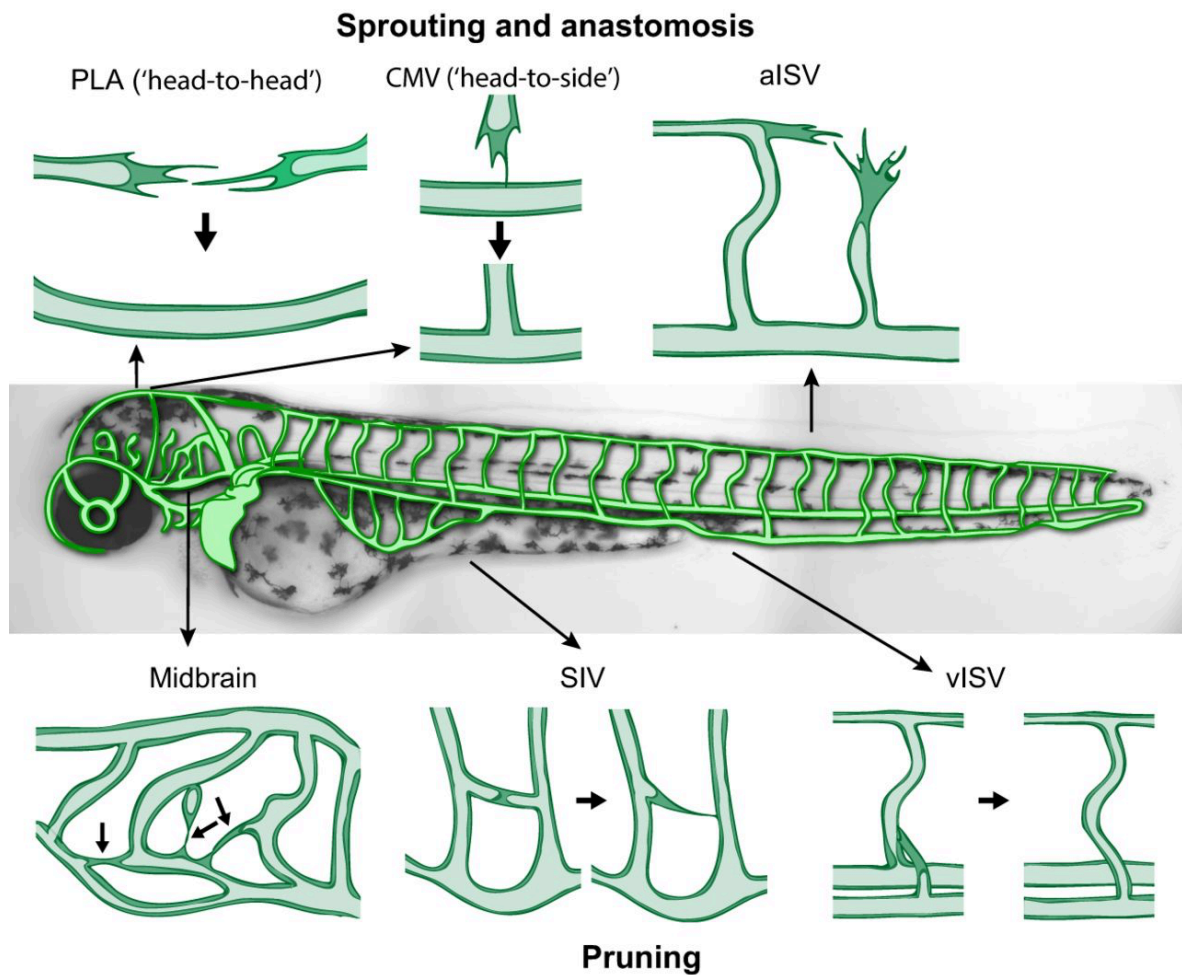 Sprouting and anastomosis
PLA (‘head-to-head’)
CMV (‘head-to-side’)
aISV
Midbrain
SIV
vISV
Pruning